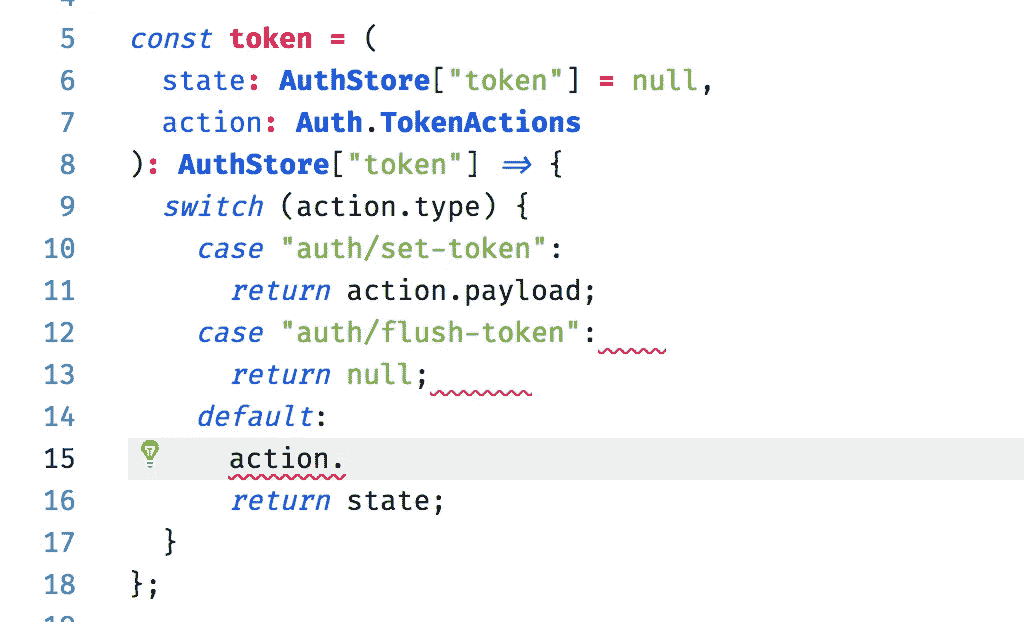 5 const token = (
6 state: AuthStore["token"] = null,
7 action: Auth.TokenActions
8 ): AuthStore["token"] ⇒ {
9 switch (action.type) {
10 case "auth/set-token":
11 return action.payload;
12 case "auth/flush-token":
13 return null;
14 default:
15 action.
16 return state;
17 }
18 };